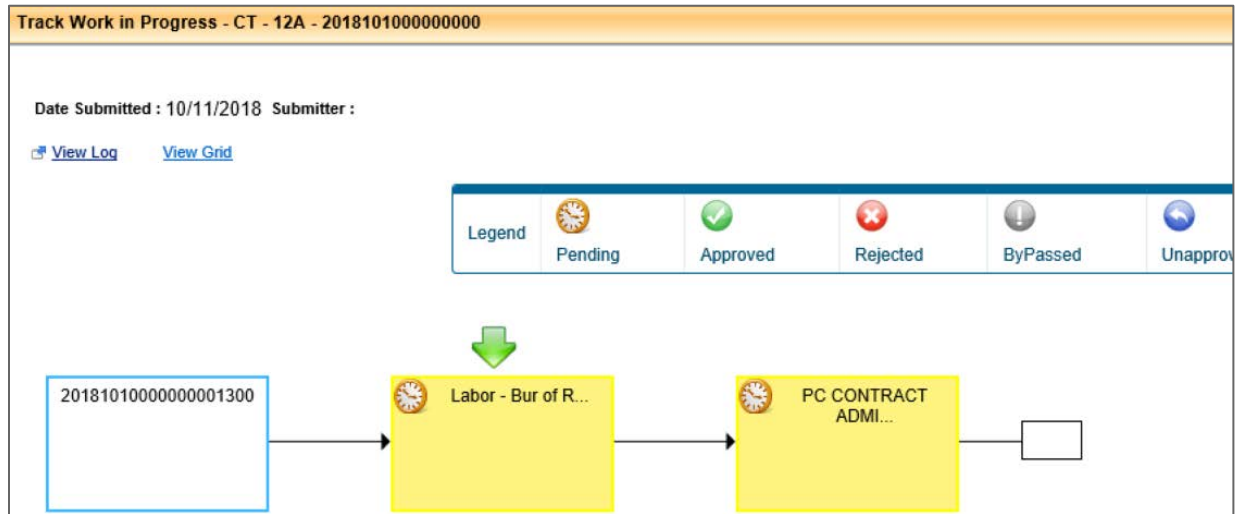 Track Work in Progress - CT - 12A - 2018101000000000
Date Submitted : 10/11/2018 Submitter :
View Log View Grid
Legend Pending Approved Rejected ByPassed Unapprov
20181010000000001300 Labor - Bur of R... PC CONTRACT
ADMI...